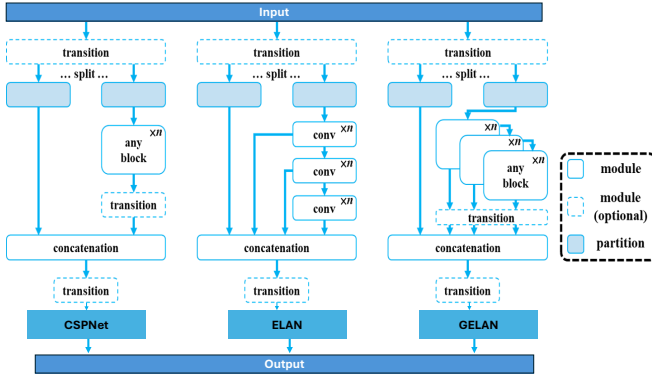 Input
transition
transition
transition
... split ...
... split ...
... split ...
×n
any
block
transition
conv ×n
conv ×n
conv ×n
×n
×n
×n
any
block
transition
module
module
(optional)
partition
concatenation
concatenation
concatenation
transition
transition
transition
CSPNet
ELAN
GELAN
Output